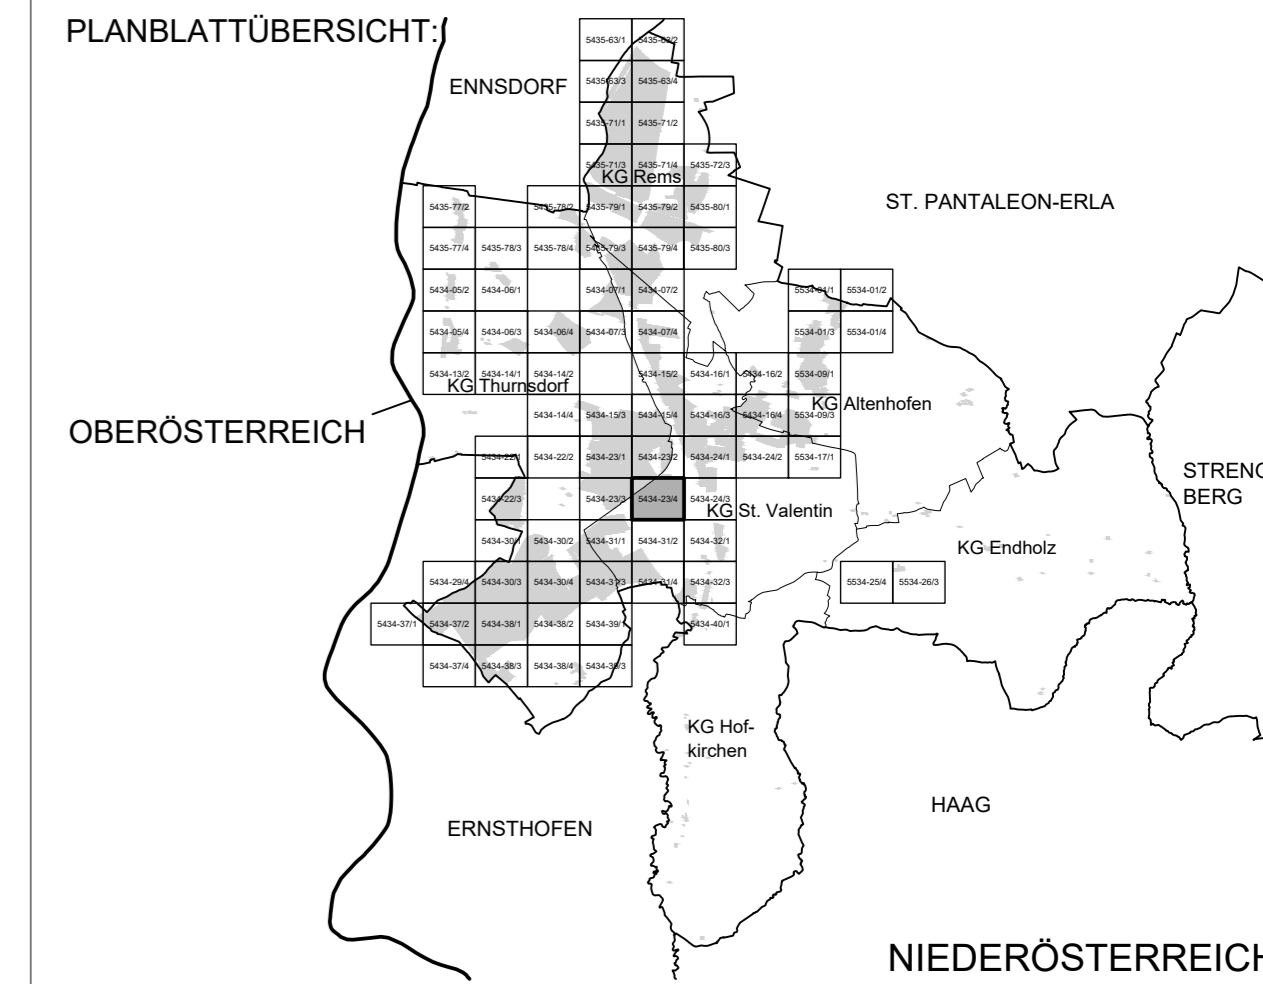 PLANBLATTÜBERSICHT:
5435-63/1 5435-63/2
ENNSDORF
5435-63/3 5435-63/4
5435-71/1 5435-71/2
5435-71/3 5435-71/4 5435-72/3
KG Rems
ST. PANTALEON-ERLA
5435-77/2 5435-78/2 5435-79/1 5435-79/2 5435-80/1
5435-77/4 5435-78/3 5435-78/4 5435-79/3 5435-79/4 5435-80/3
5434-05/2 5434-06/1 5434-07/1 5434-07/2 5534-01/1 5534-01/2
5434-05/4 5434-06/3 5434-06/4 5434-07/3 5434-07/4 5534-01/3 5534-01/4
5434-13/2 5434-14/1 5434-14/2 5434-15/2 5434-16/1 5434-16/2 5534-09/1
KG Thurnsdorf
KG Altenhofen
5434-14/4 5434-15/3 5434-15/4 5434-16/3 5434-16/4 5534-09/3
OBERÖSTERREICH
5434-22/1 5434-22/2 5434-23/1 5434-23/2 5434-24/1 5434-24/2 5534-17/1
STRENG
BERG
5434-22/3 5434-23/3 5434-23/4 5434-24/3
KG St. Valentin
5434-30/1 5434-30/2 5434-31/1 5434-31/2 5434-32/1
KG Endholz
5434-29/4 5434-30/3 5434-30/4 5434-31/3 5434-31/4 5434-32/3 5534-25/4 5534-26/3
5434-37/1 5434-37/2 5434-38/1 5434-38/2 5434-39/1 5434-40/1
5434-37/4 5434-38/3 5434-38/4 5434-39/3
KG Hof-
kirchen
HAAG
ERNSTHOFEN
NIEDERÖSTERREICH